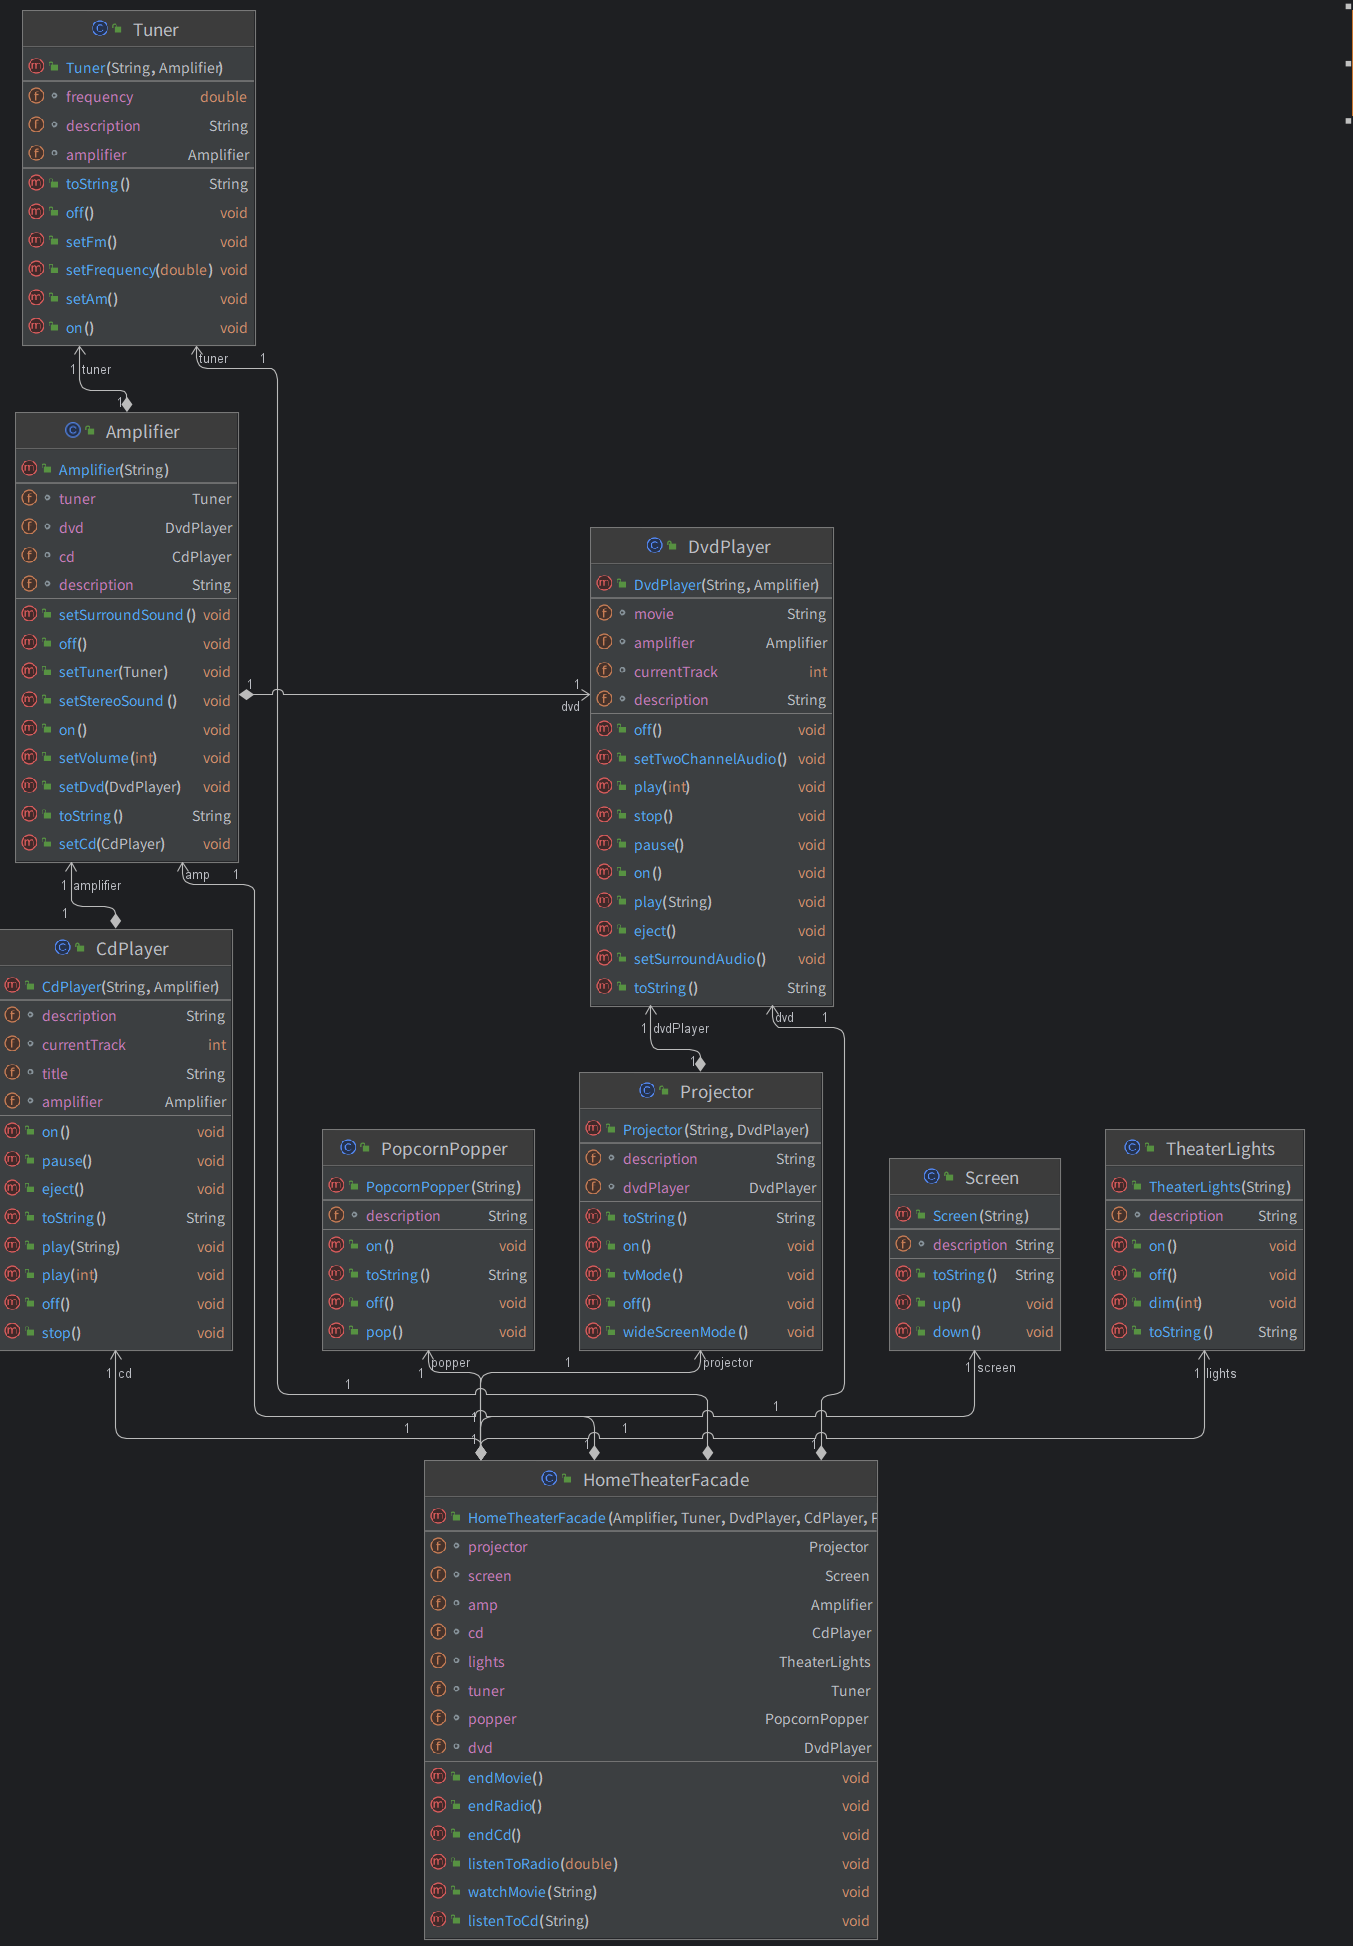 Tuner
Tuner(String, Amplifier)
frequency double
description String
amplifier Amplifier
toString() String
off() void
setFm() void
setFrequency(double) void
setAm() void
on() void
1 tuner
tuner 1
1
Amplifier
Amplifier(String)
tuner Tuner
dvd DvdPlayer
cd CdPlayer
description String
setSurroundSound() void
off() void
setTuner(Tuner) void
setStereoSound() void
on() void
setVolume(int) void
setDvd(DvdPlayer) void
toString() String
setCd(CdPlayer) void
1 1
dvd
DvdPlayer
DvdPlayer(String, Amplifier)
movie String
amplifier Amplifier
currentTrack int
description String
off() void
setTwoChannelAudio() void
play(int) void
stop() void
pause() void
on() void
play(String) void
eject() void
setSurroundAudio() void
toString() String
1 amplifier
amp 1
1
1 dvdPlayer
dvd 1
1
CdPlayer
CdPlayer(String, Amplifier)
description String
currentTrack int
title String
amplifier Amplifier
on() void
pause() void
eject() void
toString() String
play(String) void
play(int) void
off() void
stop() void
PopcornPopper
PopcornPopper(String)
description String
on() void
toString() String
off() void
pop() void
Projector
Projector(String, DvdPlayer)
description String
dvdPlayer DvdPlayer
toString() String
on() void
tvMode() void
off() void
wideScreenMode() void
Screen
Screen(String)
description String
toString() String
up() void
down() void
TheaterLights
TheaterLights(String)
description String
on() void
off() void
dim(int) void
toString() String
1 cd
1 popper
1 projector
1 screen
1 lights
1
1
1 1
1
1 1 1
HomeTheaterFacade
HomeTheaterFacade(Amplifier, Tuner, DvdPlayer, CdPlayer,
projector Projector
screen Screen
amp Amplifier
cd CdPlayer
lights TheaterLights
tuner Tuner
popper PopcornPopper
dvd DvdPlayer
endMovie() void
endRadio() void
endCd() void
listenToRadio(double) void
watchMovie(String) void
listenToCd(String) void